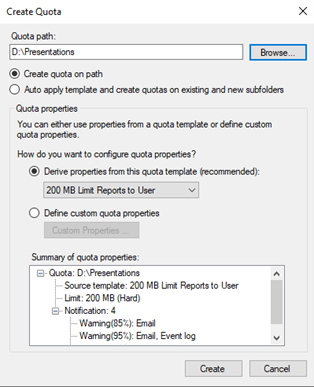 Create Quota
Quota path:
D:\Presentations
Browse...
Create quota on path
Auto apply template and create quotas on existing and new subfolders
Quota properties
You can either use properties from a quota template or define custom
quota properties.
How do you want to configure quota properties?
Derive properties from this quota template (recommended):
200 MB Limit Reports to User
Define custom quota properties
Custom Properties ...
Summary of quota properties:
Quota: D:\Presentations
Source template: 200 MB Limit Reports to User
Limit: 200 MB (Hard)
Notification: 4
Warning(85%): Email
Warning(95%): Email, Event log
Create
Cancel